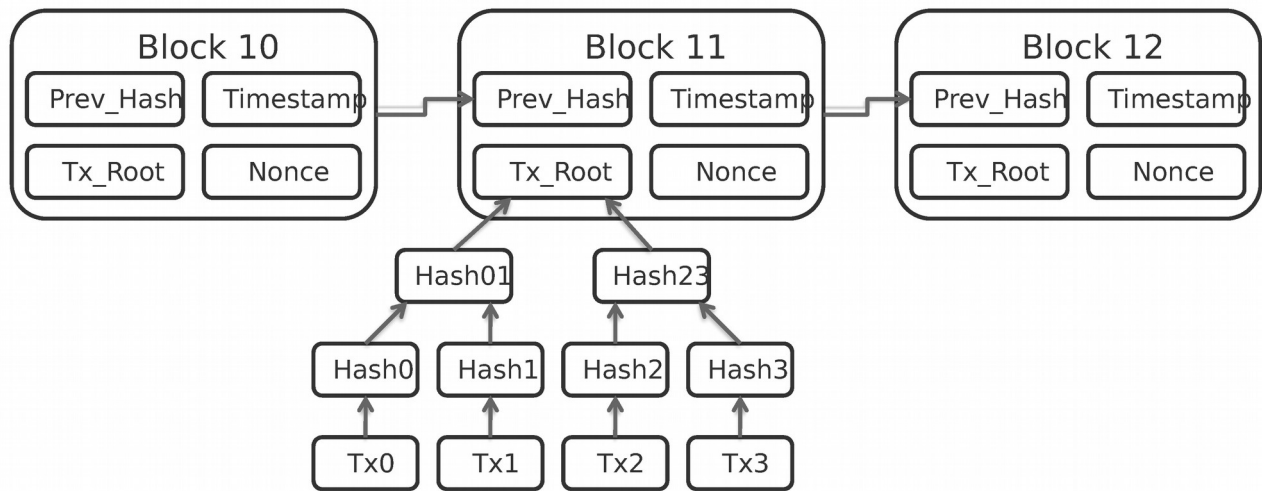 Block 10
Block 11
Block 12
Prev_Hash
Timestamp
Prev_Hash
Timestamp
Prev_Hash
Timestamp
Tx_Root
Nonce
Tx_Root
Nonce
Tx_Root
Nonce
Hash01
Hash23
Hash0
Hash1
Hash2
Hash3
Tx0
Tx1
Tx2
Tx3